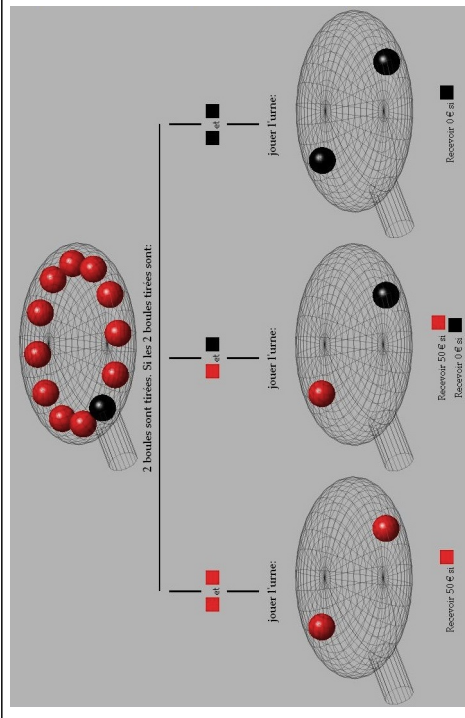 2 boules sont tirées. Si les 2 boules tirées sont:
et
et
et
jouer l'urne:
jouer l'urne:
jouer l'urne:
Recevoir 50 € si
Recevoir 50 € si
Recevoir 0 € si
Recevoir 0 € si